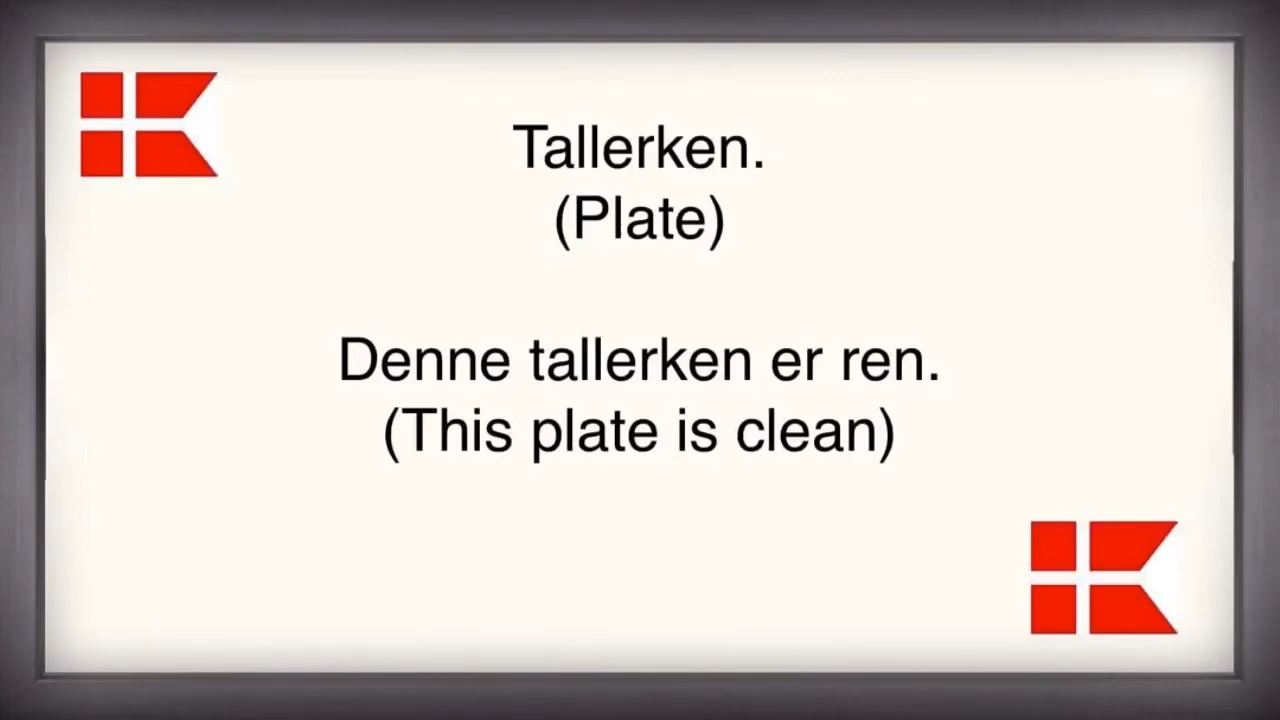 Tallerken.
(Plate)
Denne tallerken er ren.
(This plate is clean)